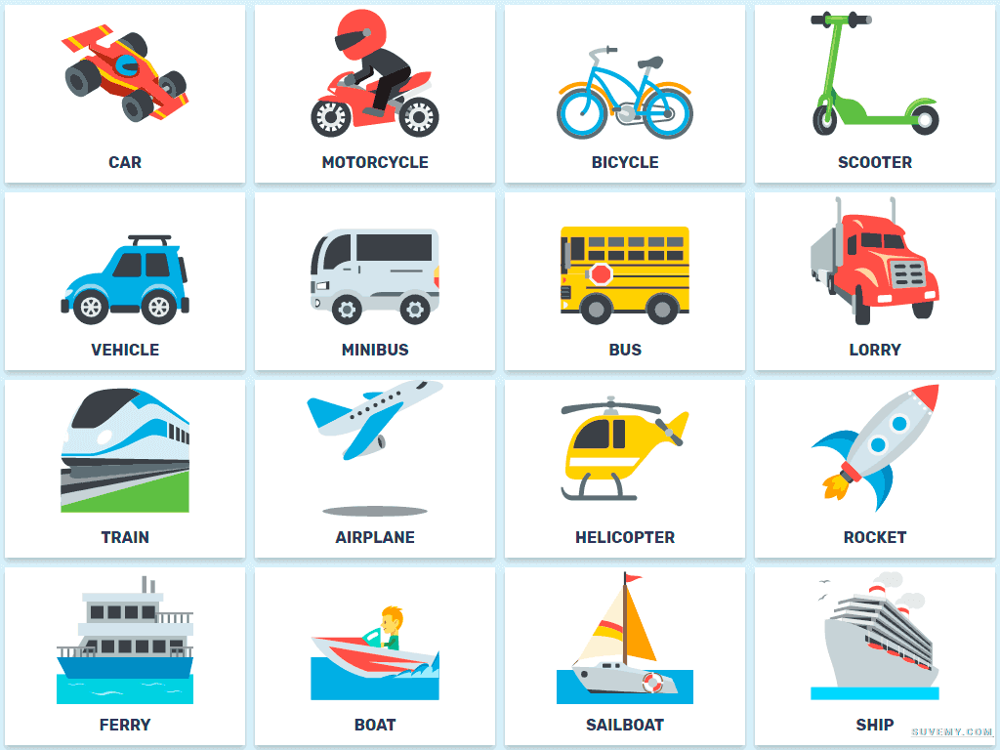 CAR
MOTORCYCLE
BICYCLE
SCOOTER
VEHICLE
MINIBUS
BUS
LORRY
TRAIN
AIRPLANE
HELICOPTER
ROCKET
FERRY
BOAT
SAILBOAT
SHIP
SUVEMY.COM